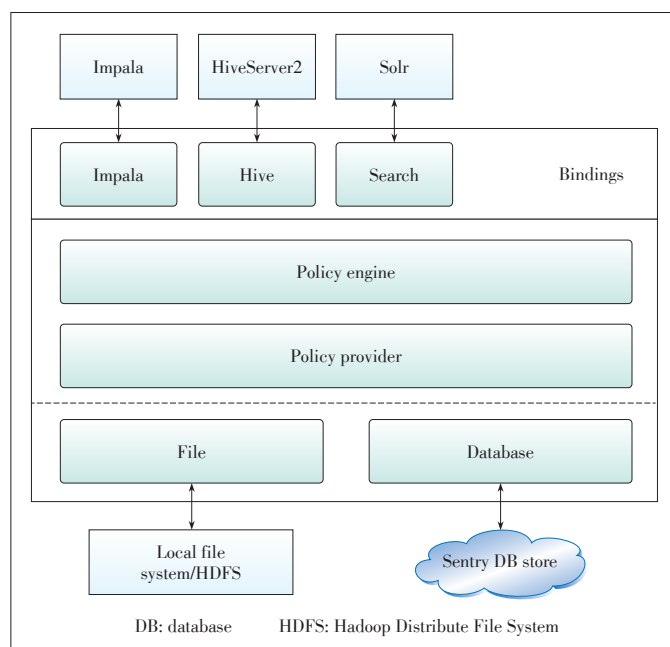 Impala HiveServer2 Solr
Impala Hive Search Bindings
Policy engine
Policy provider
File Database
Local file
system/HDFS
Sentry DB store
DB: database HDFS: Hadoop Distribute File System